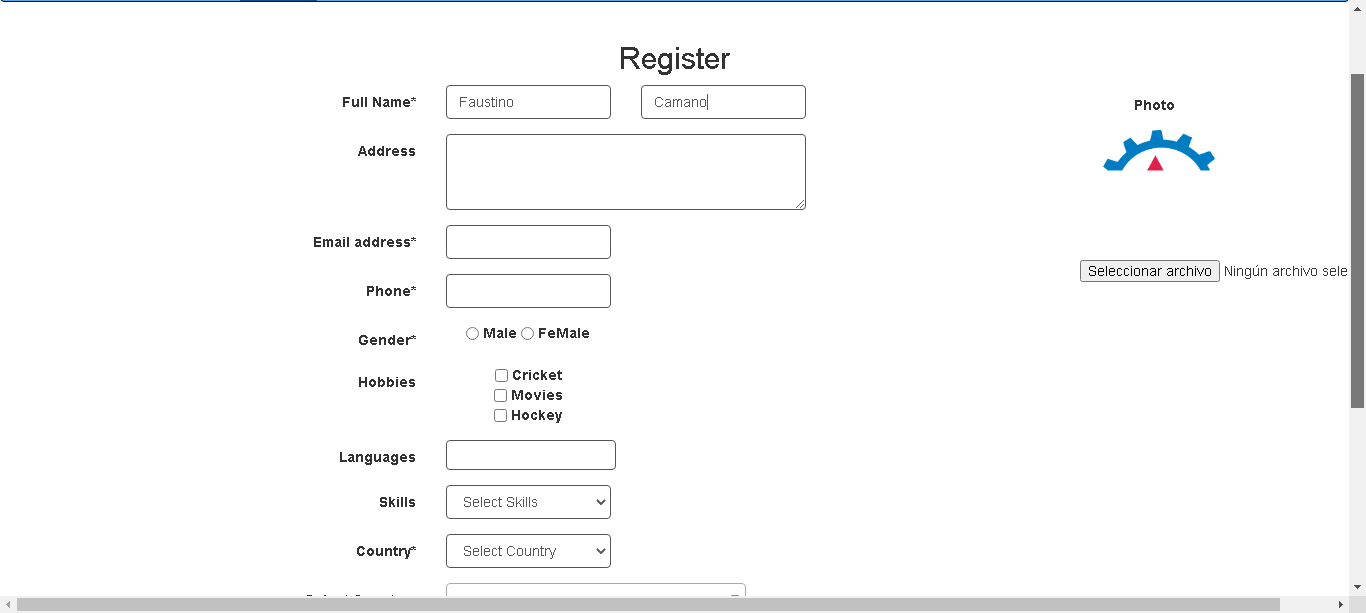 Register
Full Name* Faustino Camano
Photo
Address
Email address*
Seleccionar archivo Ningún archivo sele
Phone*
Gender* Male FeMale
Hobbies Cricket
Movies
Hockey
Languages
Skills Select Skills
Country* Select Country